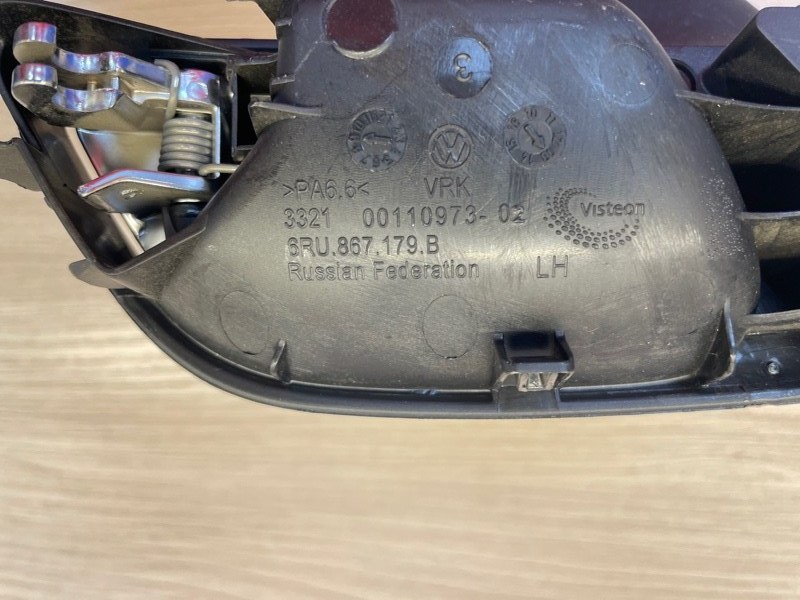 3
>PA6.6<
VRK
3321 00110973-02
Visteon
6RU.867.179.B
Russian Federation
LH